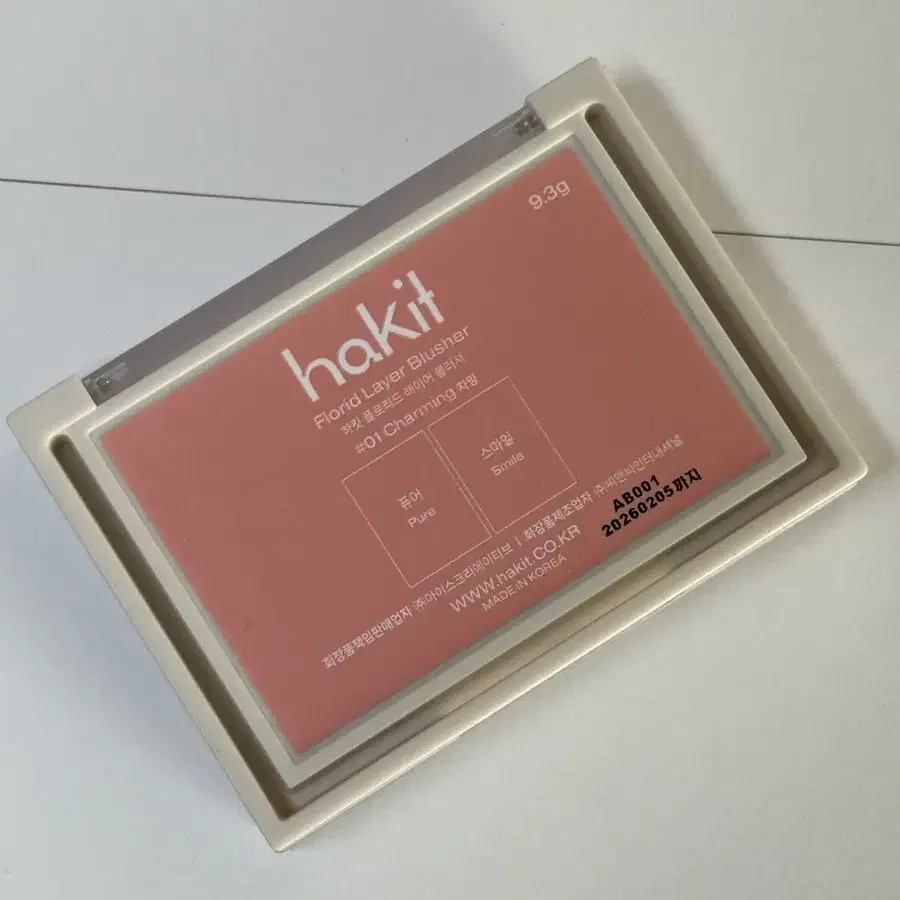 9.3g
hakit
Florid Layer Blusher
하킷 플로리드 레이어 블러셔
#01 Charming 차밍
퓨어
Pure
스마일
Smile
화장품책임판매업자 (주)아이스크리에이티브 | 화장품제조업자 (주)씨앤씨인터내셔널
WWW.hakit.CO.KR
MADE IN KOREA
AB001
20260205까지